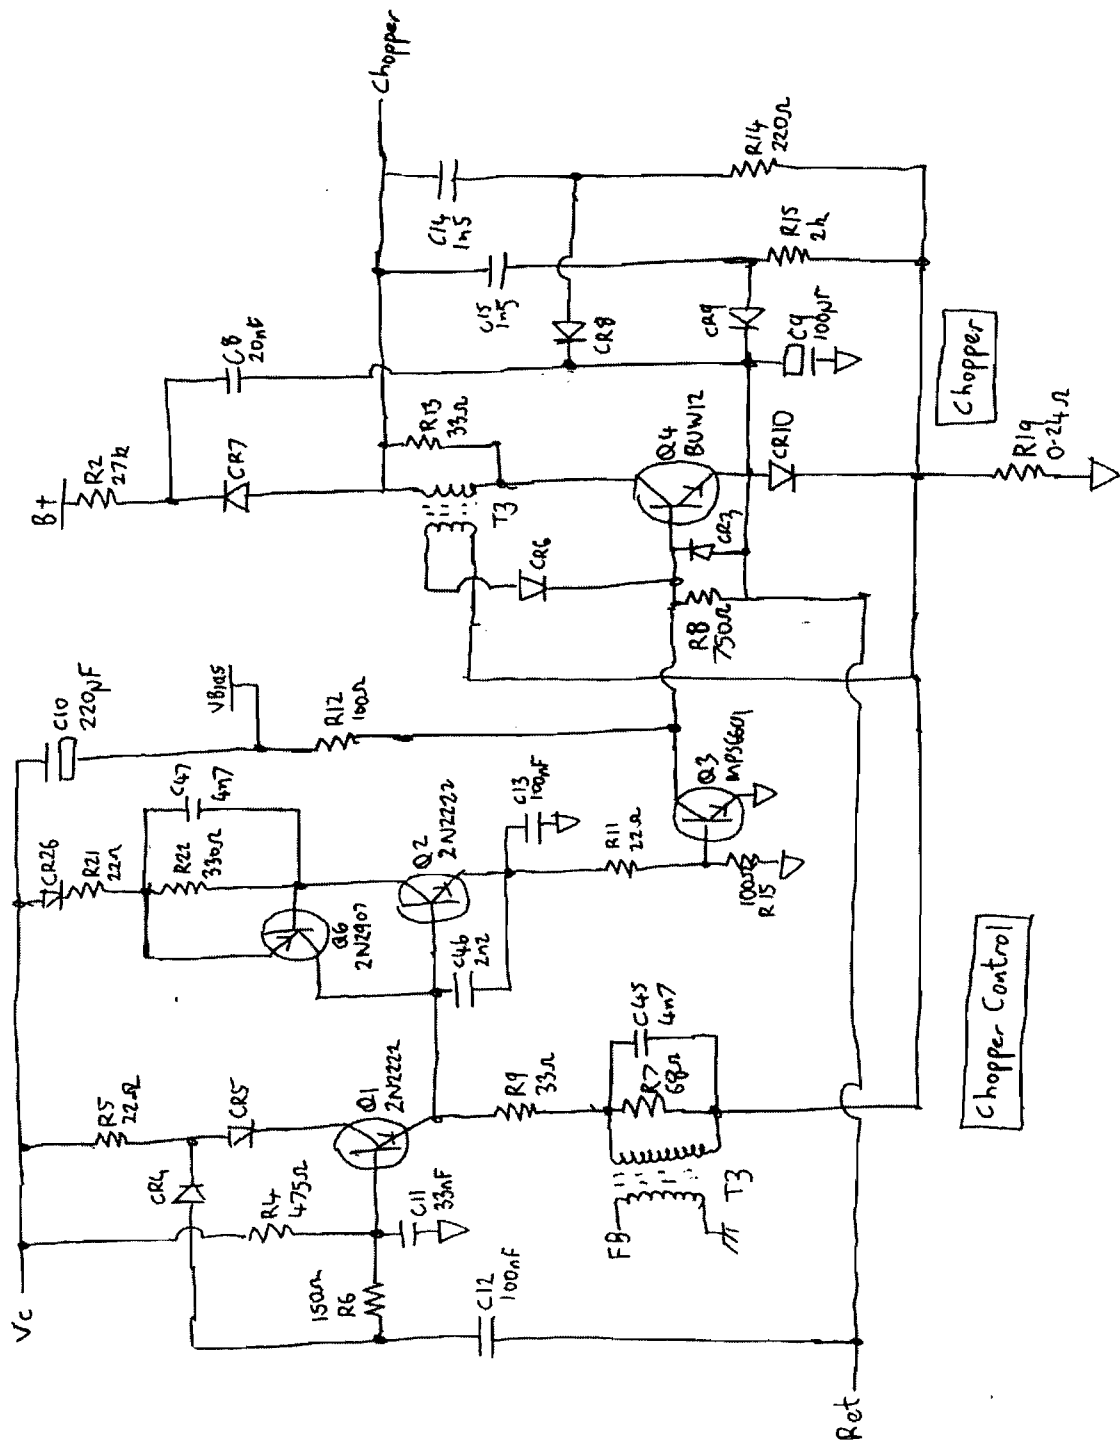 Vc
R5
22Ω
CR4
CR5
R4
475Ω
150Ω
R6
C11
33nF
Q1
2N2222
C12
100nF
R9
33Ω
R7
68Ω
C45
4n7
FB
T3
Ret
CR26
R21
22Ω
R22
330Ω
C47
4n7
Q6
2N2907
Q2
2N2222
C46
2n2
C13
100nF
R11
22Ω
100Ω
R15
Q3
MPS6601
C10
220µF
VBias
R12
100Ω
B+
R2
27k
CR7
C8
20nF
T3
R13
33Ω
CR6
R8
750Ω
CR3
Q4
BUW12
CR10
CR8
CR9
C9
100µF
C15
1n5
C14
1n5
R15
2k
R14
220Ω
R19
0.24Ω
Chopper
Chopper
Chopper Control